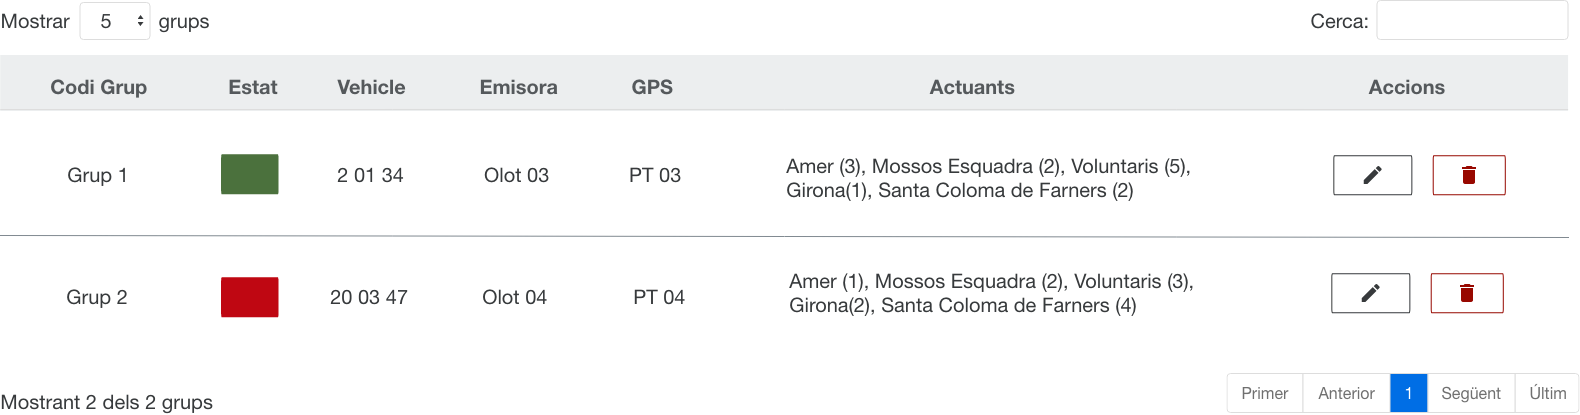 Mostrar 5 grups Cerca:
Codi Grup Estat Vehicle Emisora GPS Actuants Accions
Grup 1 2 01 34 Olot 03 PT 03
Amer (3), Mossos Esquadra (2), Voluntaris (5),
Girona(1), Santa Coloma de Farners (2)
Grup 2 20 03 47 Olot 04 PT 04
Amer (1), Mossos Esquadra (2), Voluntaris (3),
Girona(2), Santa Coloma de Farners (4)
Mostrant 2 dels 2 grups
Primer Anterior 1 Següent Últim